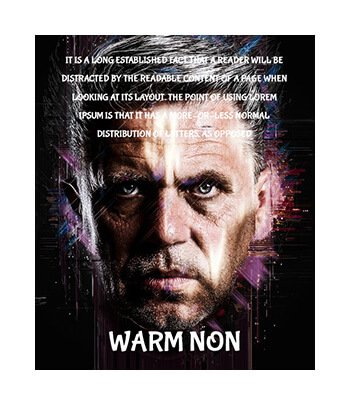 IT IS A LONG ESTABLISHED FACT THAT A READER WILL BE
DISTRACTED BY THE READABLE CONTENT OF A PAGE WHEN
LOOKING AT ITS LAYOUT. THE POINT OF USING LOREM
IPSUM IS THAT IT HAS A MORE-OR-LESS NORMAL
DISTRIBUTION OF LETTERS, AS OPPOSED
WARM NON